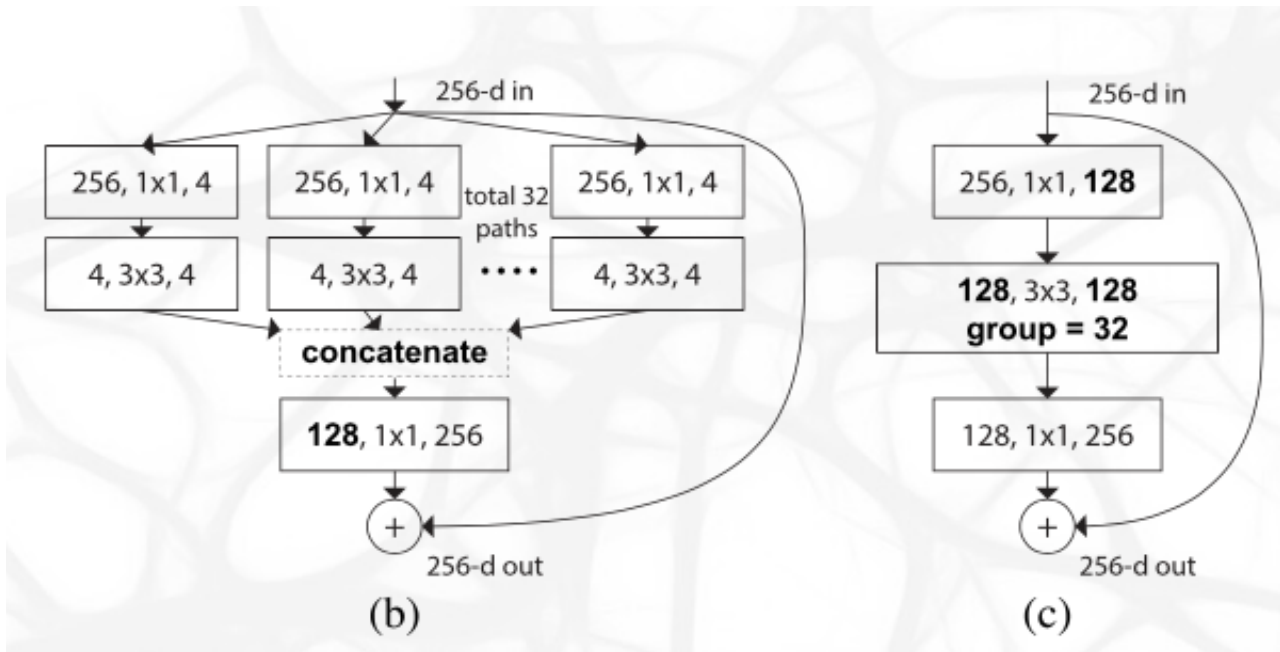 256-d in
256, 1x1, 4
256, 1x1, 4
total 32
paths
256, 1x1, 4
4, 3x3, 4
4, 3x3, 4
....
4, 3x3, 4
concatenate
128, 1x1, 256
+
256-d out
(b)
256-d in
256, 1x1, 128
128, 3x3, 128
group = 32
128, 1x1, 256
+
256-d out
(c)